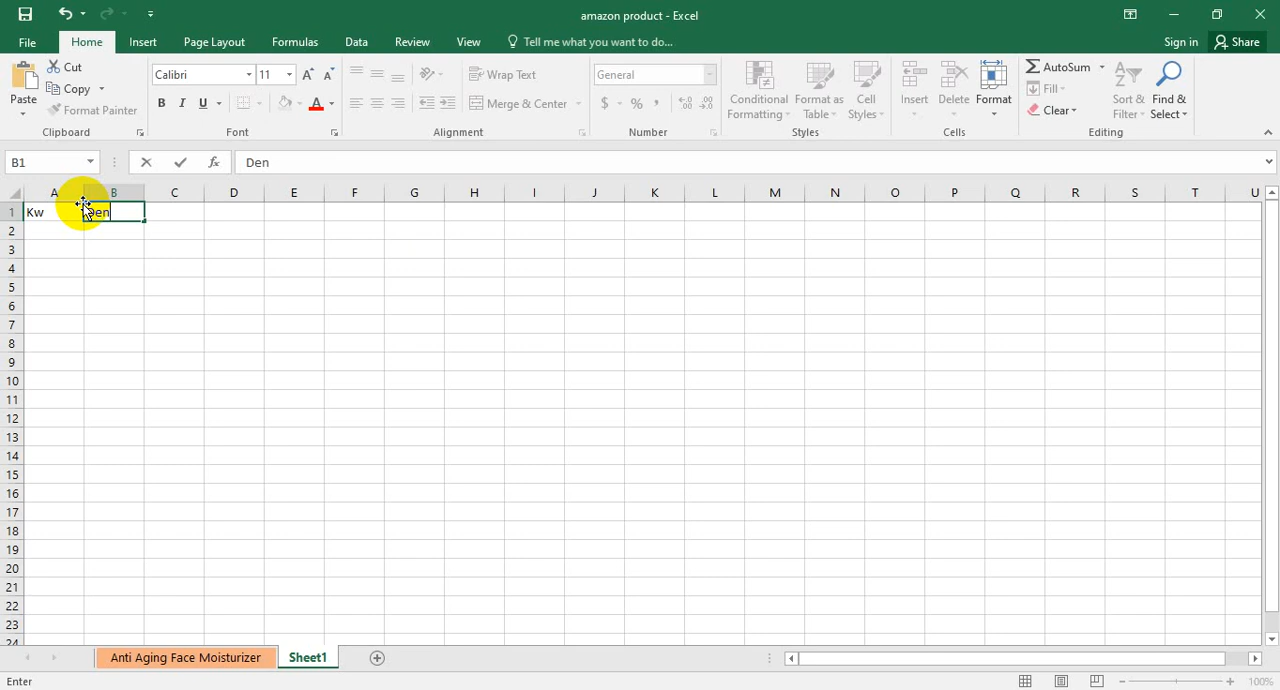 amazon product - Excel
File Home Insert Page Layout Formulas Data Review View Tell me what you want to do... Sign in Share
Paste Cut Copy Format Painter Clipboard
Calibri 11 B I U A Font
Wrap Text Merge & Center Alignment
General $ % , Number
Conditional Formatting Format as Table Cell Styles Styles
Insert Delete Format Cells
AutoSum Fill Clear Sort & Filter Find & Select Editing
B1 fx Den
A B C D E F G H I J K L M N O P Q R S T U
1 Kw Den
2
3
4
5
6
7
8
9
10
11
12
13
14
15
16
17
18
19
20
21
22
23
24
Anti Aging Face Moisturizer Sheet1
Enter 100%